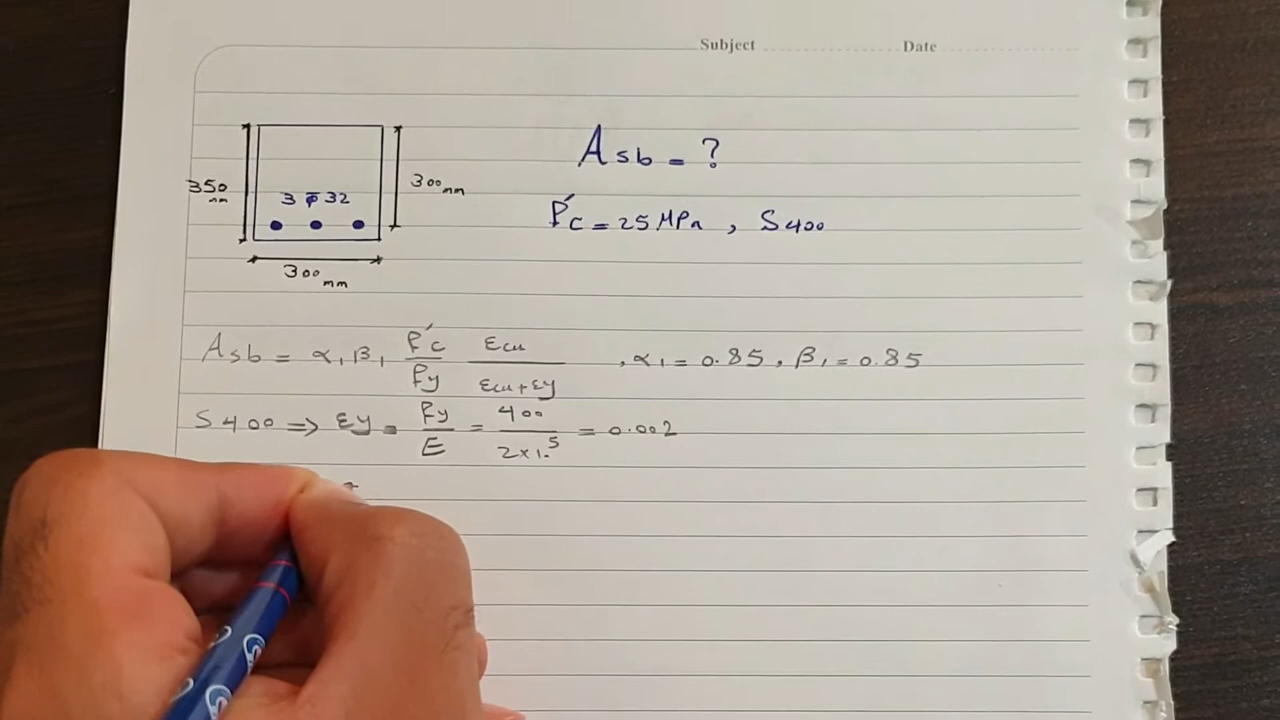 Subject Date
Asb = ?
350 mm
3 Φ 32
300 mm
f'c = 25 MPa , S400
300 mm
Asb = α1 β1 f'c/fy εcu/εcu+εy , α1 = 0.85 , β1 = 0.85
S400 ⇒ εy = fy/E = 400/2×10^5 = 0.002